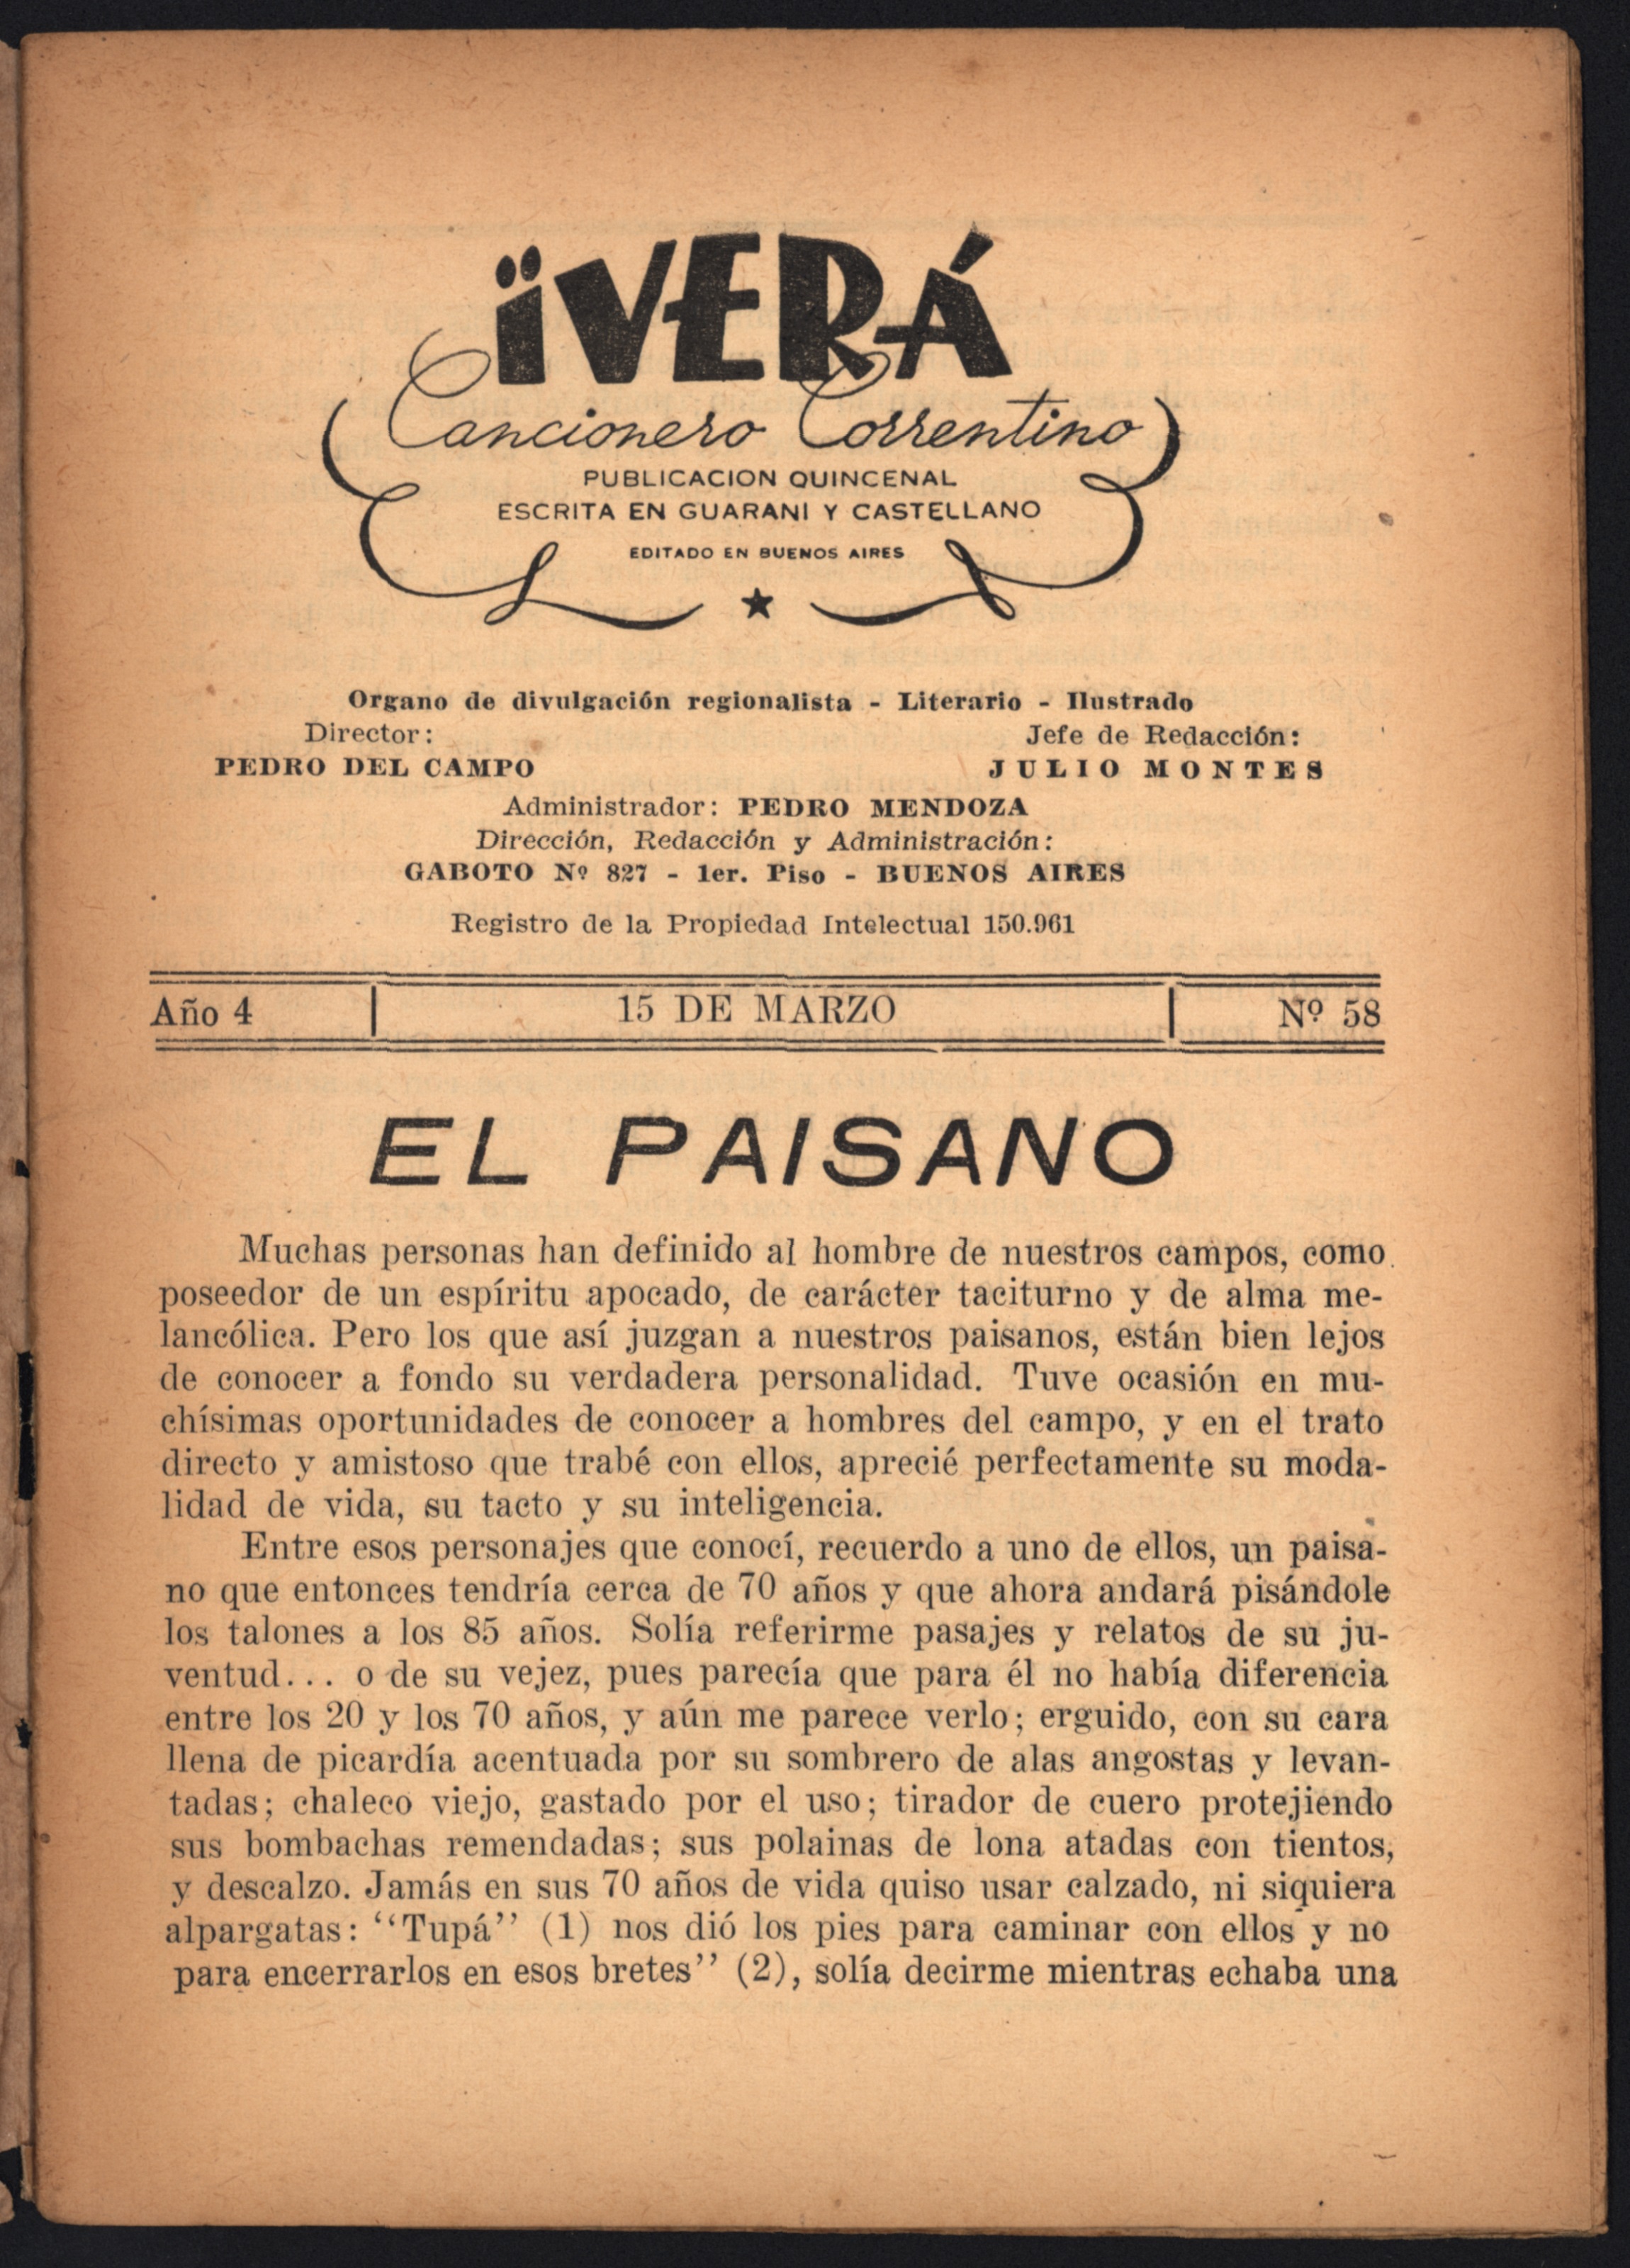 ïVERÁ
Cancionero Correntino
PUBLICACION QUINCENAL
ESCRITA EN GUARANI Y CASTELLANO
EDITADO EN BUENOS AIRES
Organo de divulgación regionalista - Literario - Ilustrado
Director:
PEDRO DEL CAMPO
Jefe de Redacción:
JULIO MONTES
Administrador: PEDRO MENDOZA
Dirección, Redacción y Administración:
GABOTO Nº 827 - 1er. Piso - BUENOS AIRES
Registro de la Propiedad Intelectual 150.961
Año 4
15 DE MARZO
Nº 58
EL PAISANO
Muchas personas han definido al hombre de nuestros campos, como
poseedor de un espíritu apocado, de carácter taciturno y de alma me-
lancólica. Pero los que así juzgan a nuestros paisanos, están bien lejos
de conocer a fondo su verdadera personalidad. Tuve ocasión en mu-
chísimas oportunidades de conocer a hombres del campo, y en el trato
directo y amistoso que trabé con ellos, aprecié perfectamente su moda-
lidad de vida, su tacto y su inteligencia.
Entre esos personajes que conocí, recuerdo a uno de ellos, un paisa-
no que entonces tendría cerca de 70 años y que ahora andará pisándole
los talones a los 85 años. Solía referirme pasajes y relatos de su ju-
ventud... o de su vejez, pues parecía que para él no había diferencia
entre los 20 y los 70 años, y aún me parece verlo; erguido, con su cara
llena de picardía acentuada por su sombrero de alas angostas y levan-
tadas; chaleco viejo, gastado por el uso; tirador de cuero protejiendo
sus bombachas remendadas; sus polainas de lona atadas con tientos,
y descalzo. Jamás en sus 70 años de vida quiso usar calzado, ni siquiera
alpargatas: "Tupá" (1) nos dió los pies para caminar con ellos y no
para encerrarlos en esos bretes" (2), solía decirme mientras echaba una